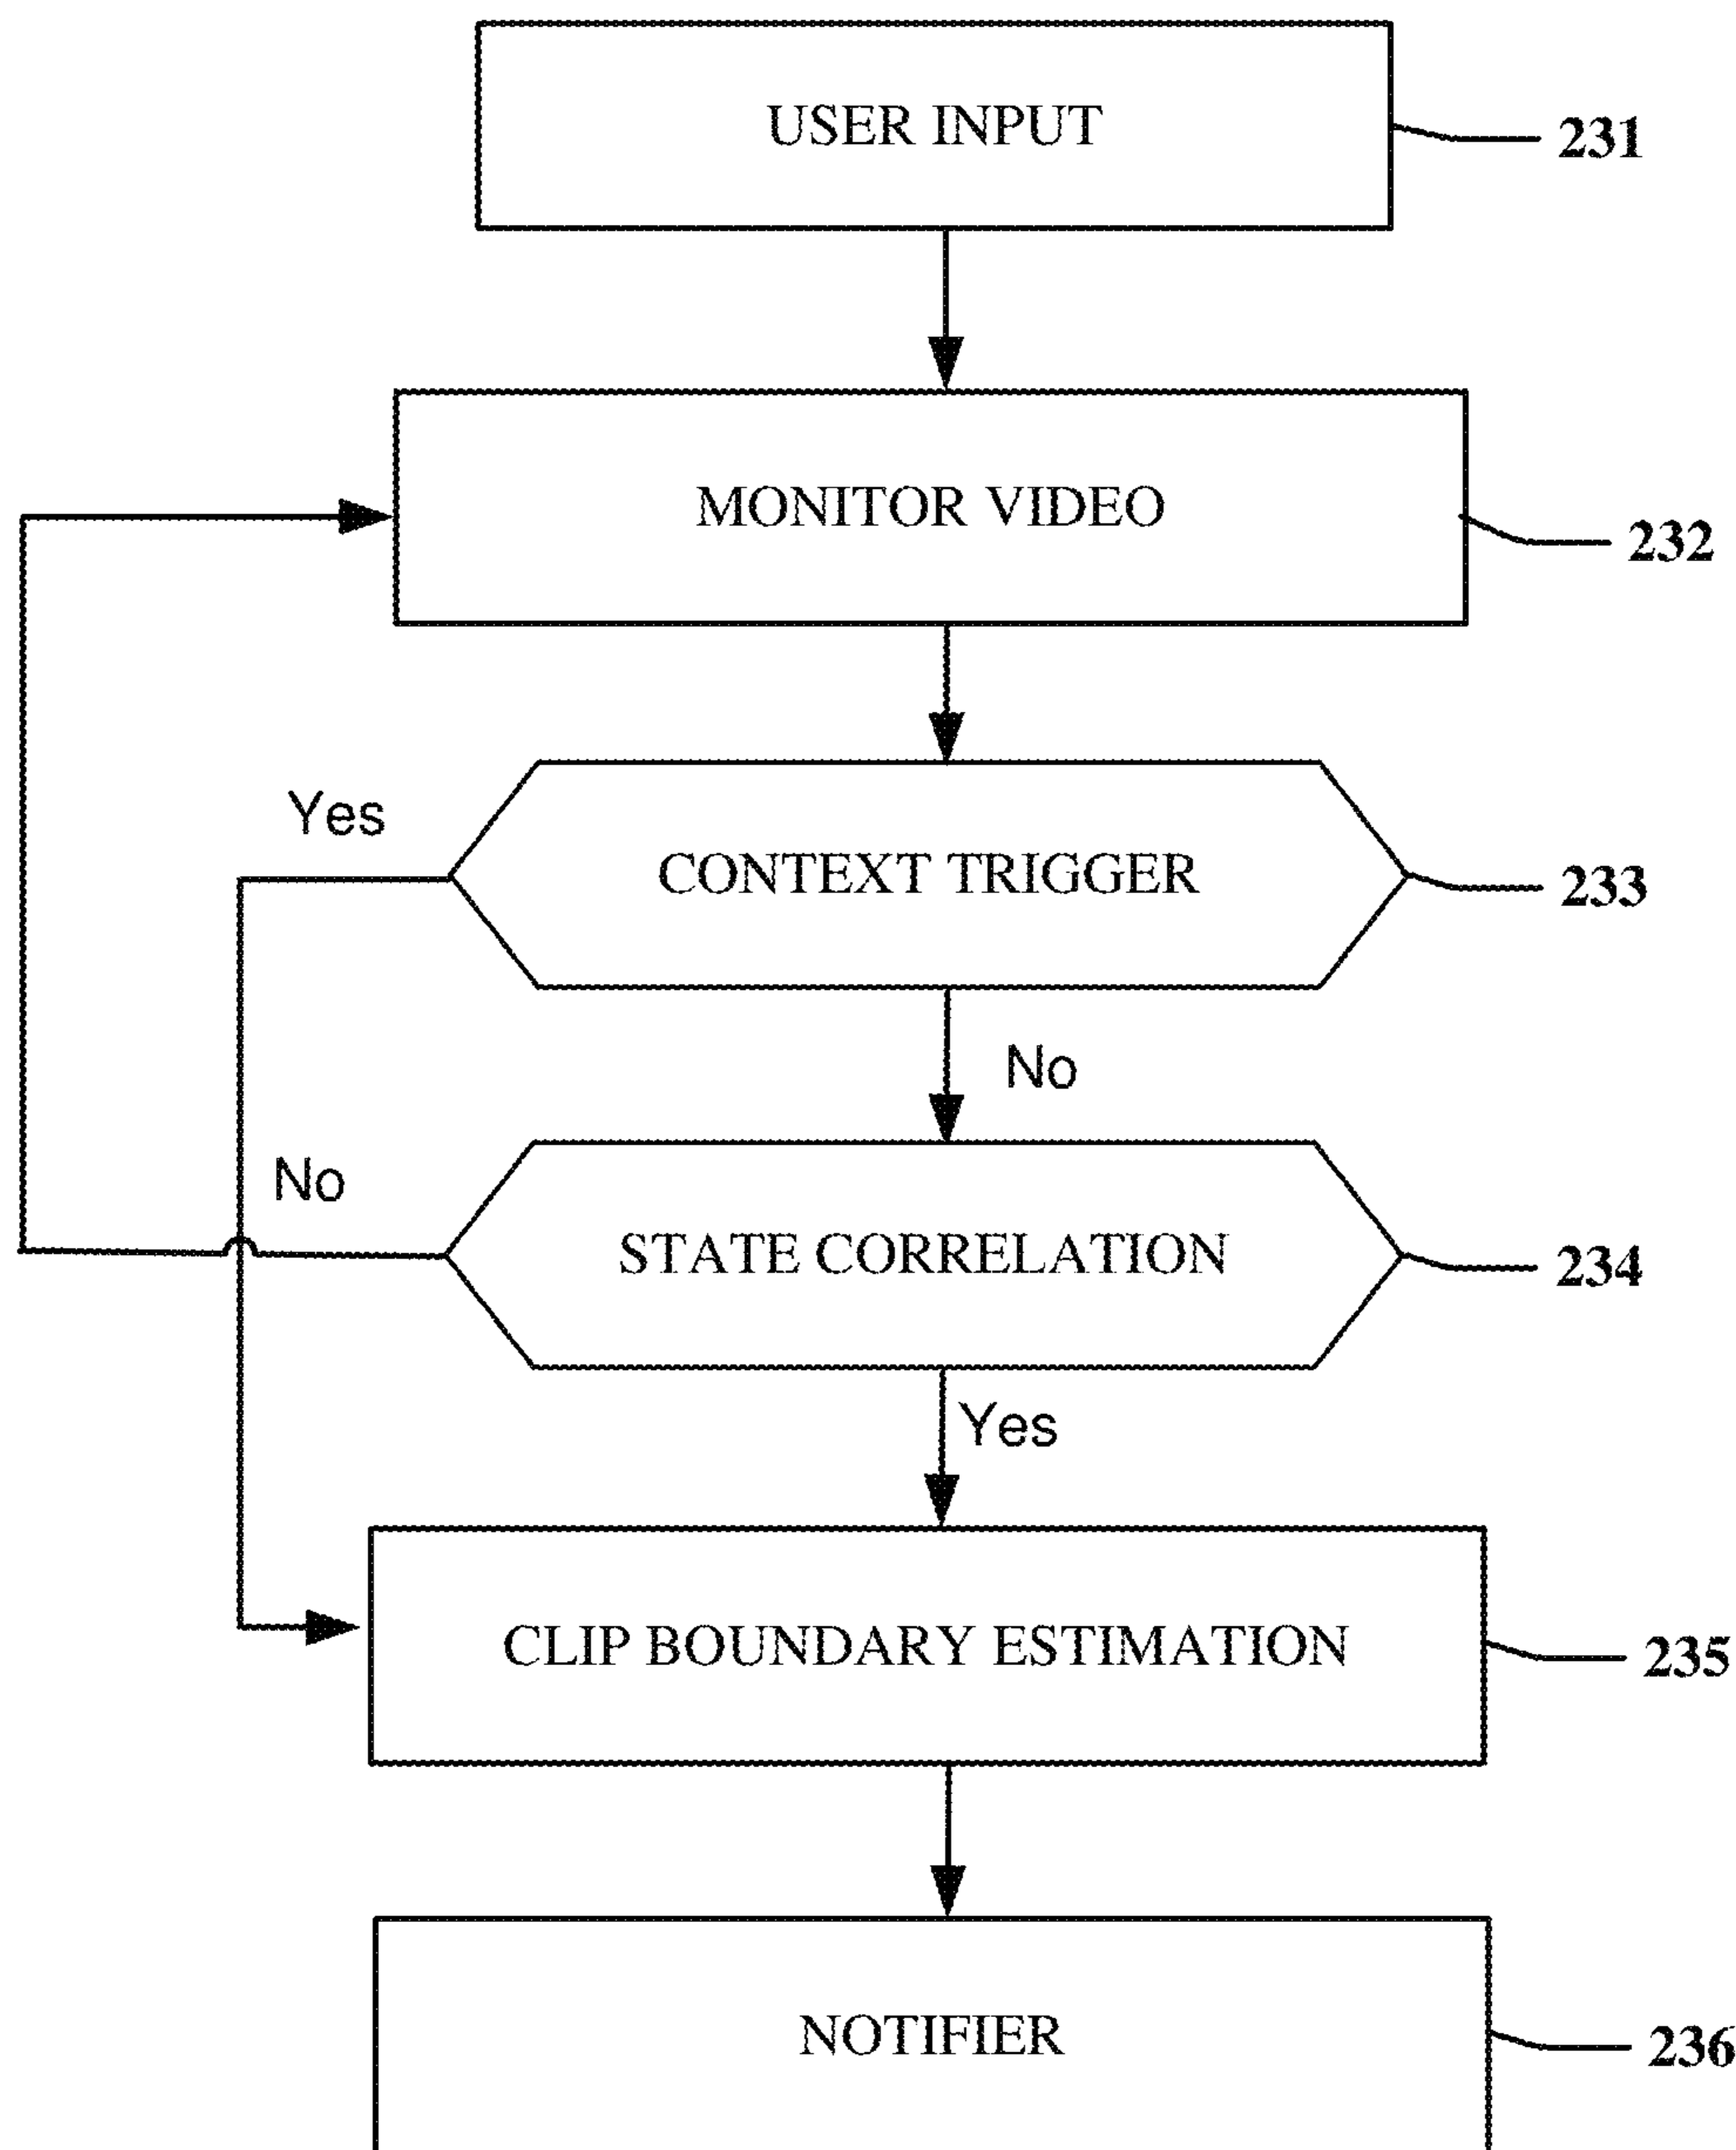 USER INPUT
231
MONITOR VIDEO
232
Yes
CONTEXT TRIGGER
233
No
No
STATE CORRELATION
234
Yes
CLIP BOUNDARY ESTIMATION
235
NOTIFIER
236